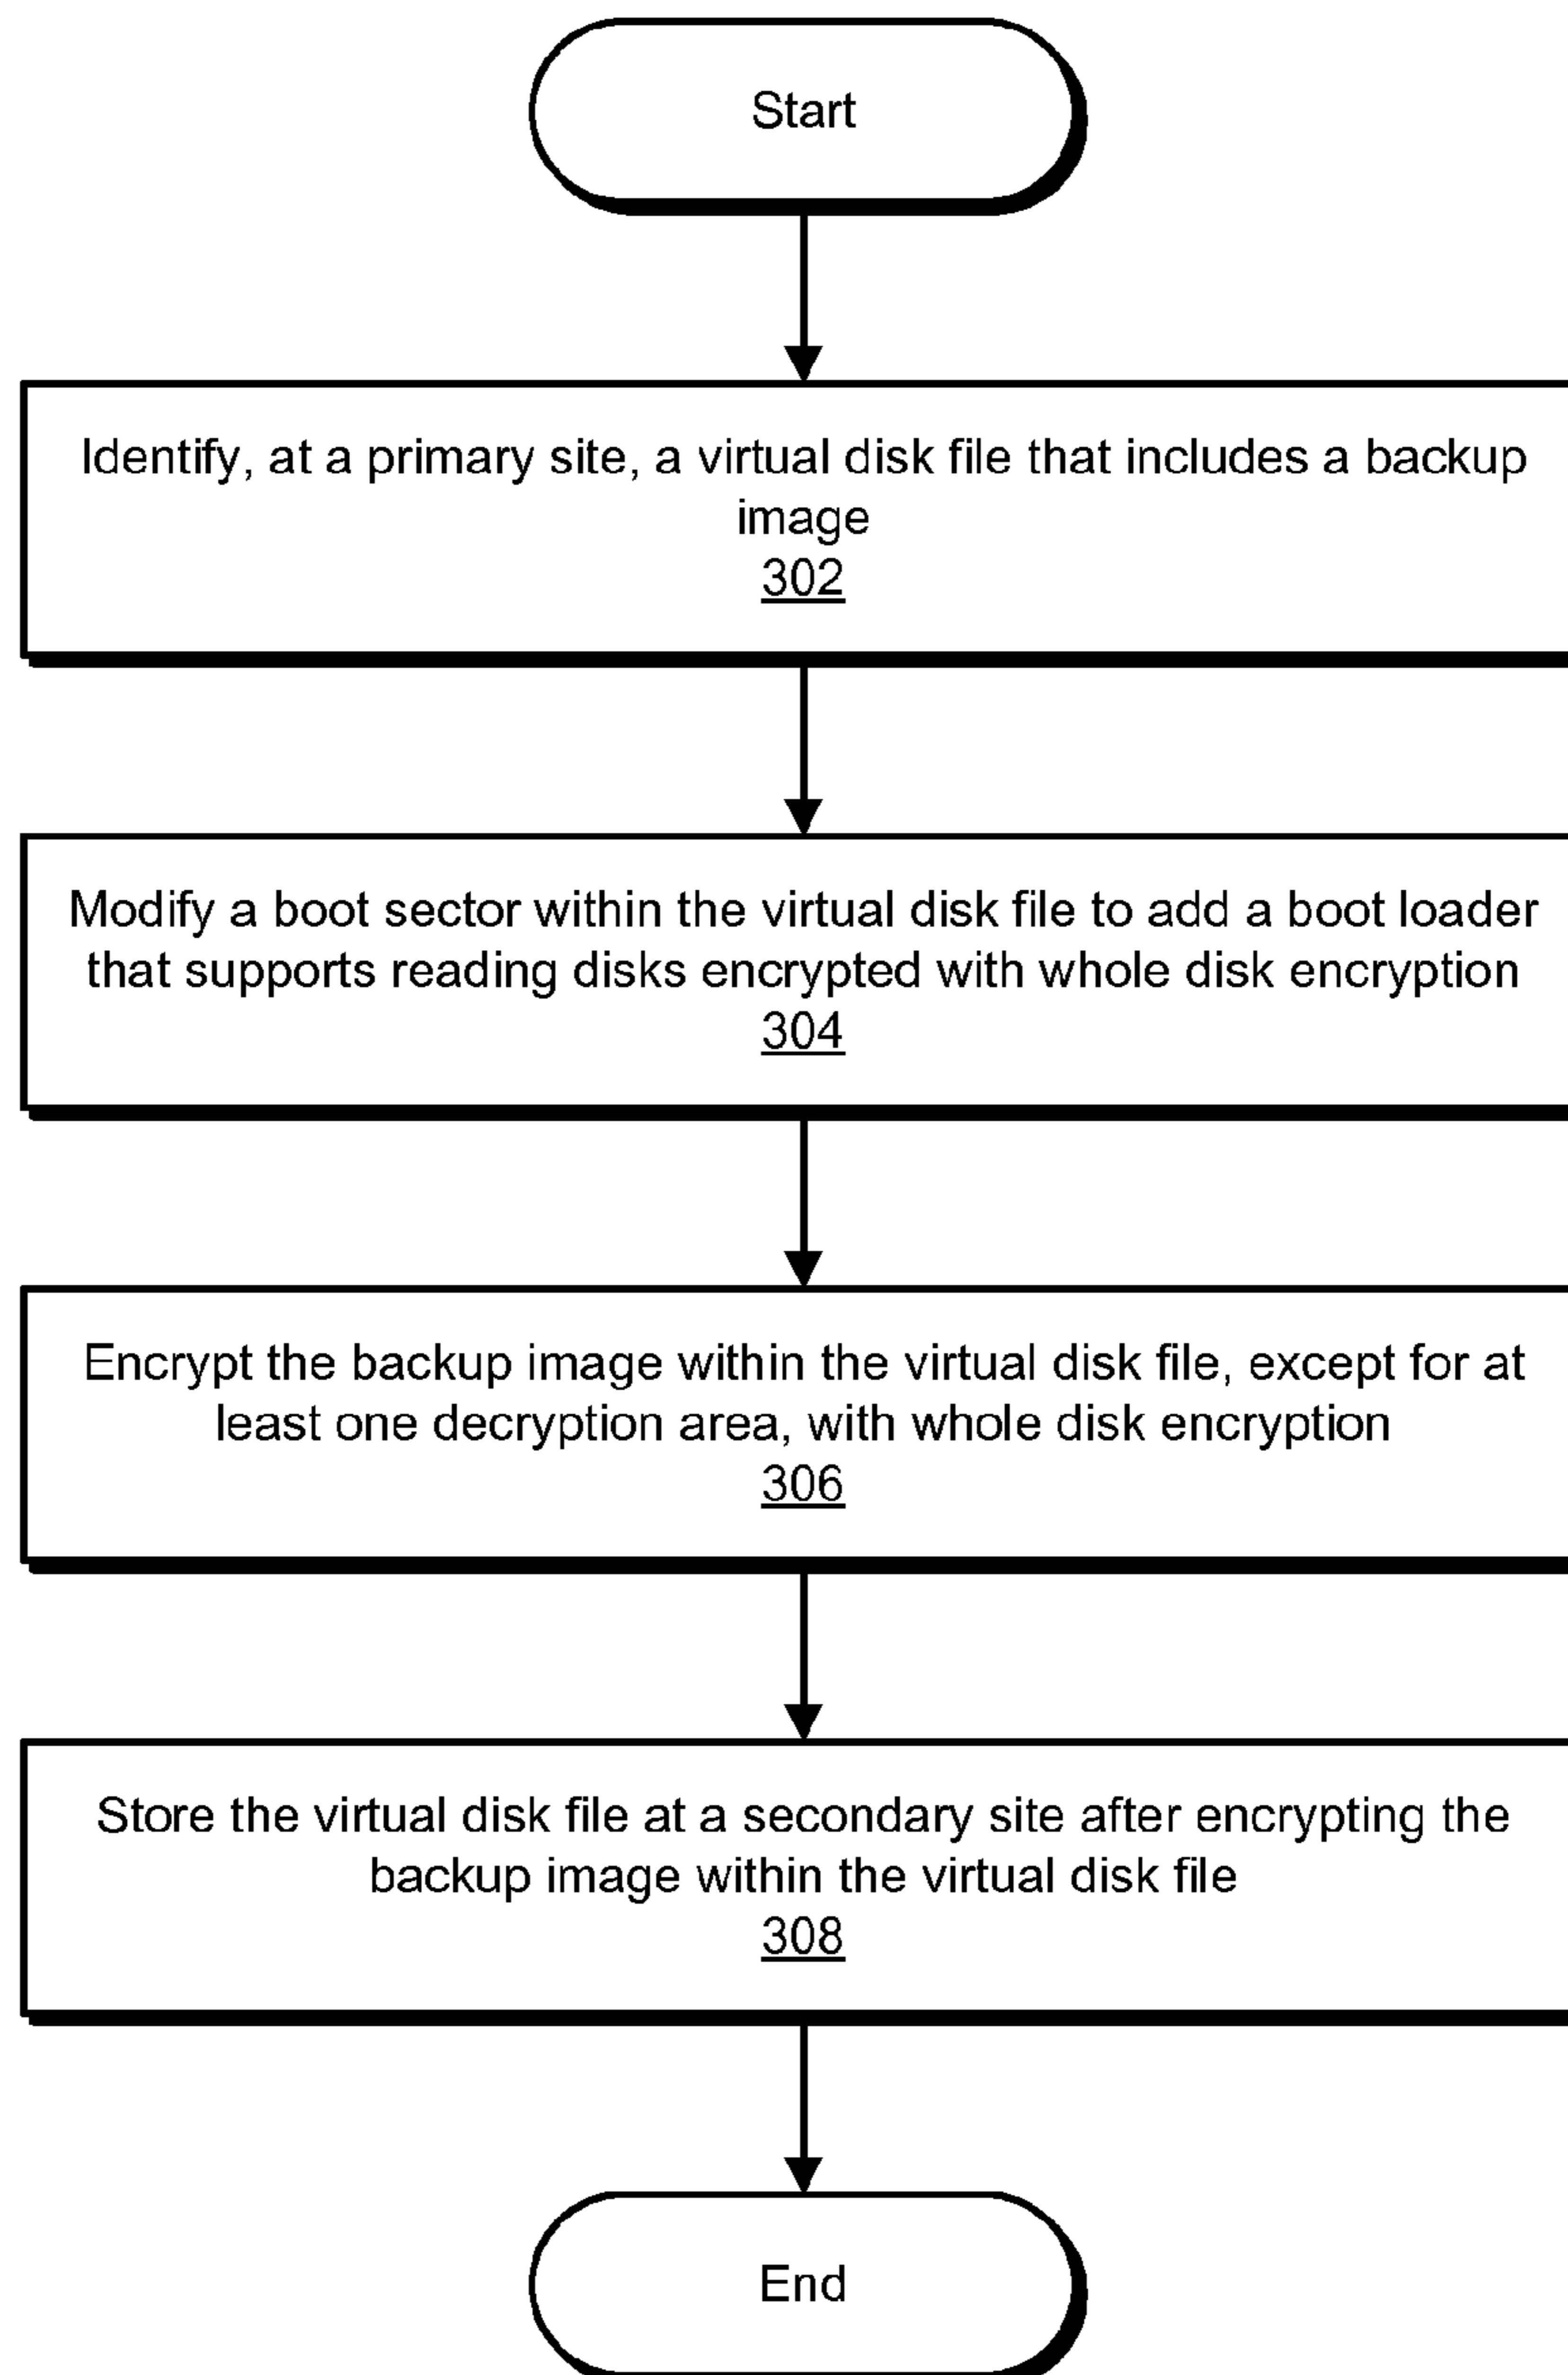 Start
Identify, at a primary site, a virtual disk file that includes a backup
image
302
Modify a boot sector within the virtual disk file to add a boot loader
that supports reading disks encrypted with whole disk encryption
304
Encrypt the backup image within the virtual disk file, except for at
least one decryption area, with whole disk encryption
306
Store the virtual disk file at a secondary site after encrypting the
backup image within the virtual disk file
308
End